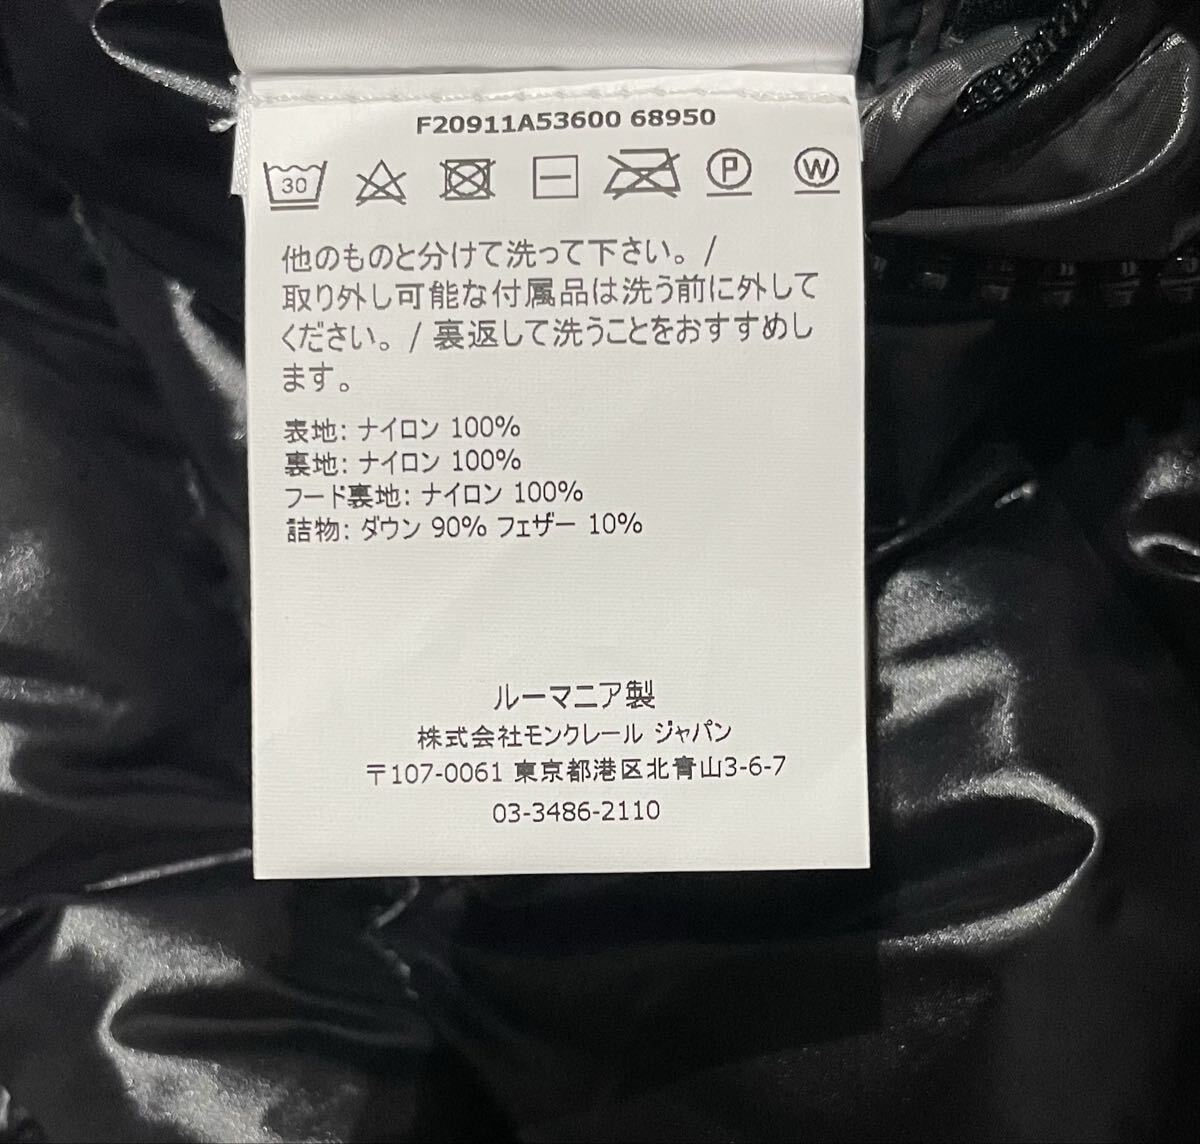 F20911A53600 68950
30 P W
他のものと分けて洗って下さい。/
取り外し可能な付属品は洗う前に外して
ください。/ 裏返して洗うことをおすすめし
ます。
表地: ナイロン 100%
裏地: ナイロン 100%
フード裏地: ナイロン 100%
詰物: ダウン 90% フェザー 10%
ルーマニア製
株式会社モンクレール ジャパン
〒107-0061 東京都港区北青山3-6-7
03-3486-2110